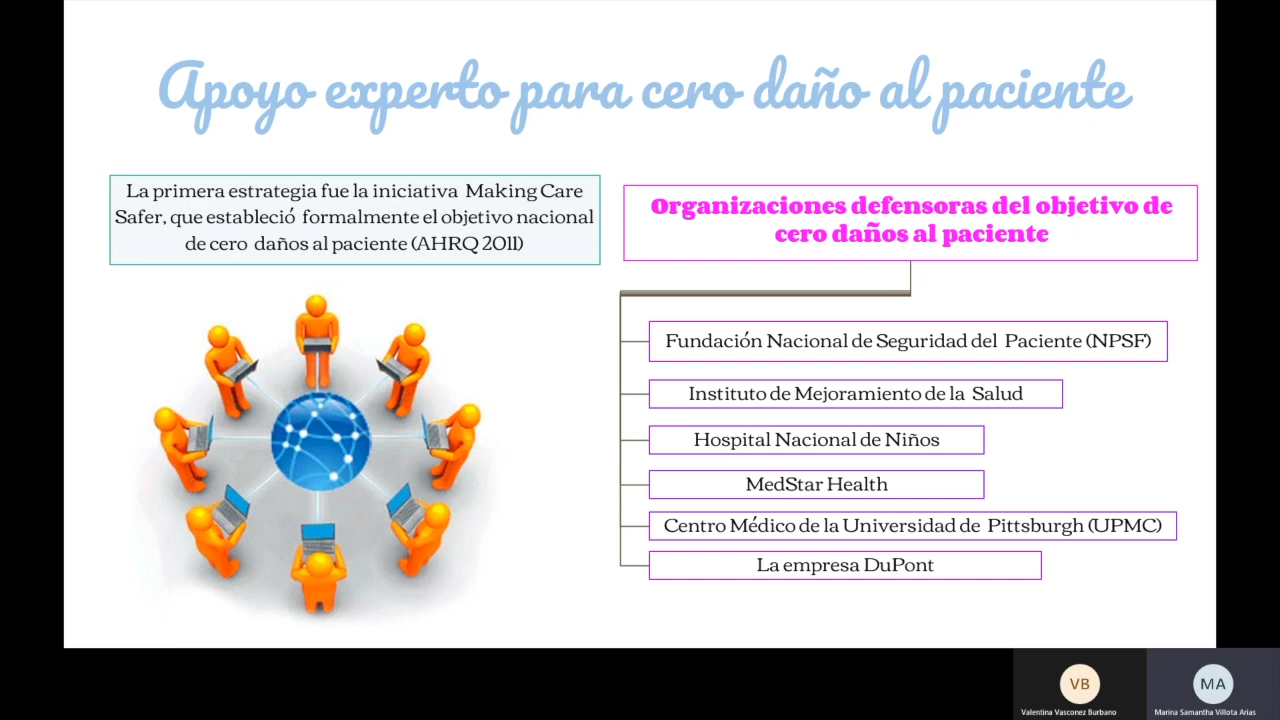 Apoyo experto para cero daño al paciente
La primera estrategia fue la iniciativa Making Care
Safer, que estableció formalmente el objetivo nacional
de cero daños al paciente (AHRQ 2011)
Organizaciones defensoras del objetivo de
cero daños al paciente
Fundación Nacional de Seguridad del Paciente (NPSF)
Instituto de Mejoramiento de la Salud
Hospital Nacional de Niños
MedStar Health
Centro Médico de la Universidad de Pittsburgh (UPMC)
La empresa DuPont
VB
Valentina Vasconez Burbano
MA
Marina Samantha Villota Arias